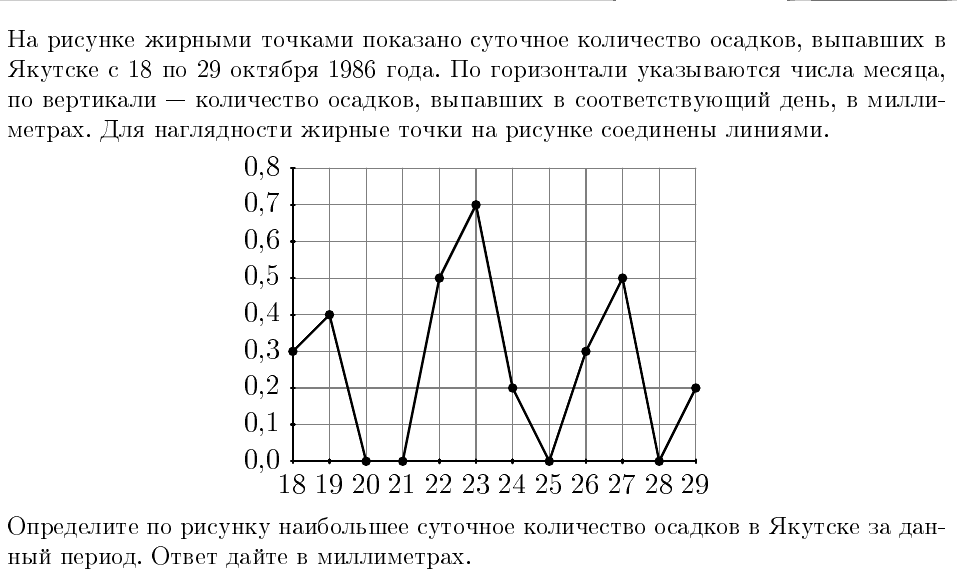 На рисунке жирными точками показано суточное количество осадков, выпавших в
Якутске с 18 по 29 октября 1986 года. По горизонтали указываются числа месяца,
по вертикали — количество осадков, выпавших в соответствующий день, в милли-
метрах. Для наглядности жирные точки на рисунке соединены линиями.
0,8
0,7
0,6
0,5
0,4
0,3
0,2
0,1
0,0
18 19 20 21 22 23 24 25 26 27 28 29
Определите по рисунку наибольшее суточное количество осадков в Якутске за дан-
ный период. Ответ дайте в миллиметрах.